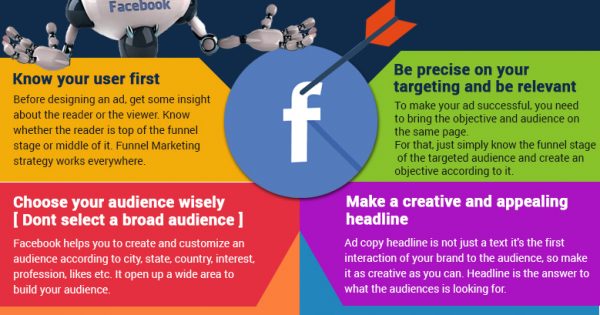 Facebook
Know your user first
Before designing an ad, get some insight
about the reader or the viewer. Know
whether the reader is top of the funnel
stage or middle of it. Funnel Marketing
strategy works everywhere.
f
Be precise on your
targeting and be relevant
To make your ad successful, you need
to bring the objective and audience on
the same page.
For that, just simply know the funnel stage
of the targeted audience and create an
objective according to it.
Choose your audience wisely
[ Dont select a broad audience ]
Facebook helps you to create and customize an
audience according to city, state, country, interest,
profession, likes etc. It open up a wide area to
build your audience.
Make a creative and appealing
headline
Ad copy headline is not just a text it's the first
interaction of your brand to the audience, so make
it as creative as you can. Headline is the answer to
what the audiences is looking for.